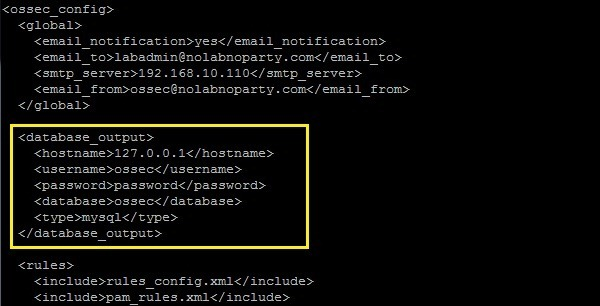 <ossec_config>
<global>
<email_notification>yes</email_notification>
<email_to>labadmin@nolabnoparty.com</email_to>
<smtp_server>192.168.10.110</smtp_server>
<email_from>ossec@nolabnoparty.com</email_from>
</global>
<database_output>
<hostname>127.0.0.1</hostname>
<username>ossec</username>
<password>password</password>
<database>ossec</database>
<type>mysql</type>
</database_output>
<rules>
<include>rules_config.xml</include>
<include>pam_rules.xml</include>